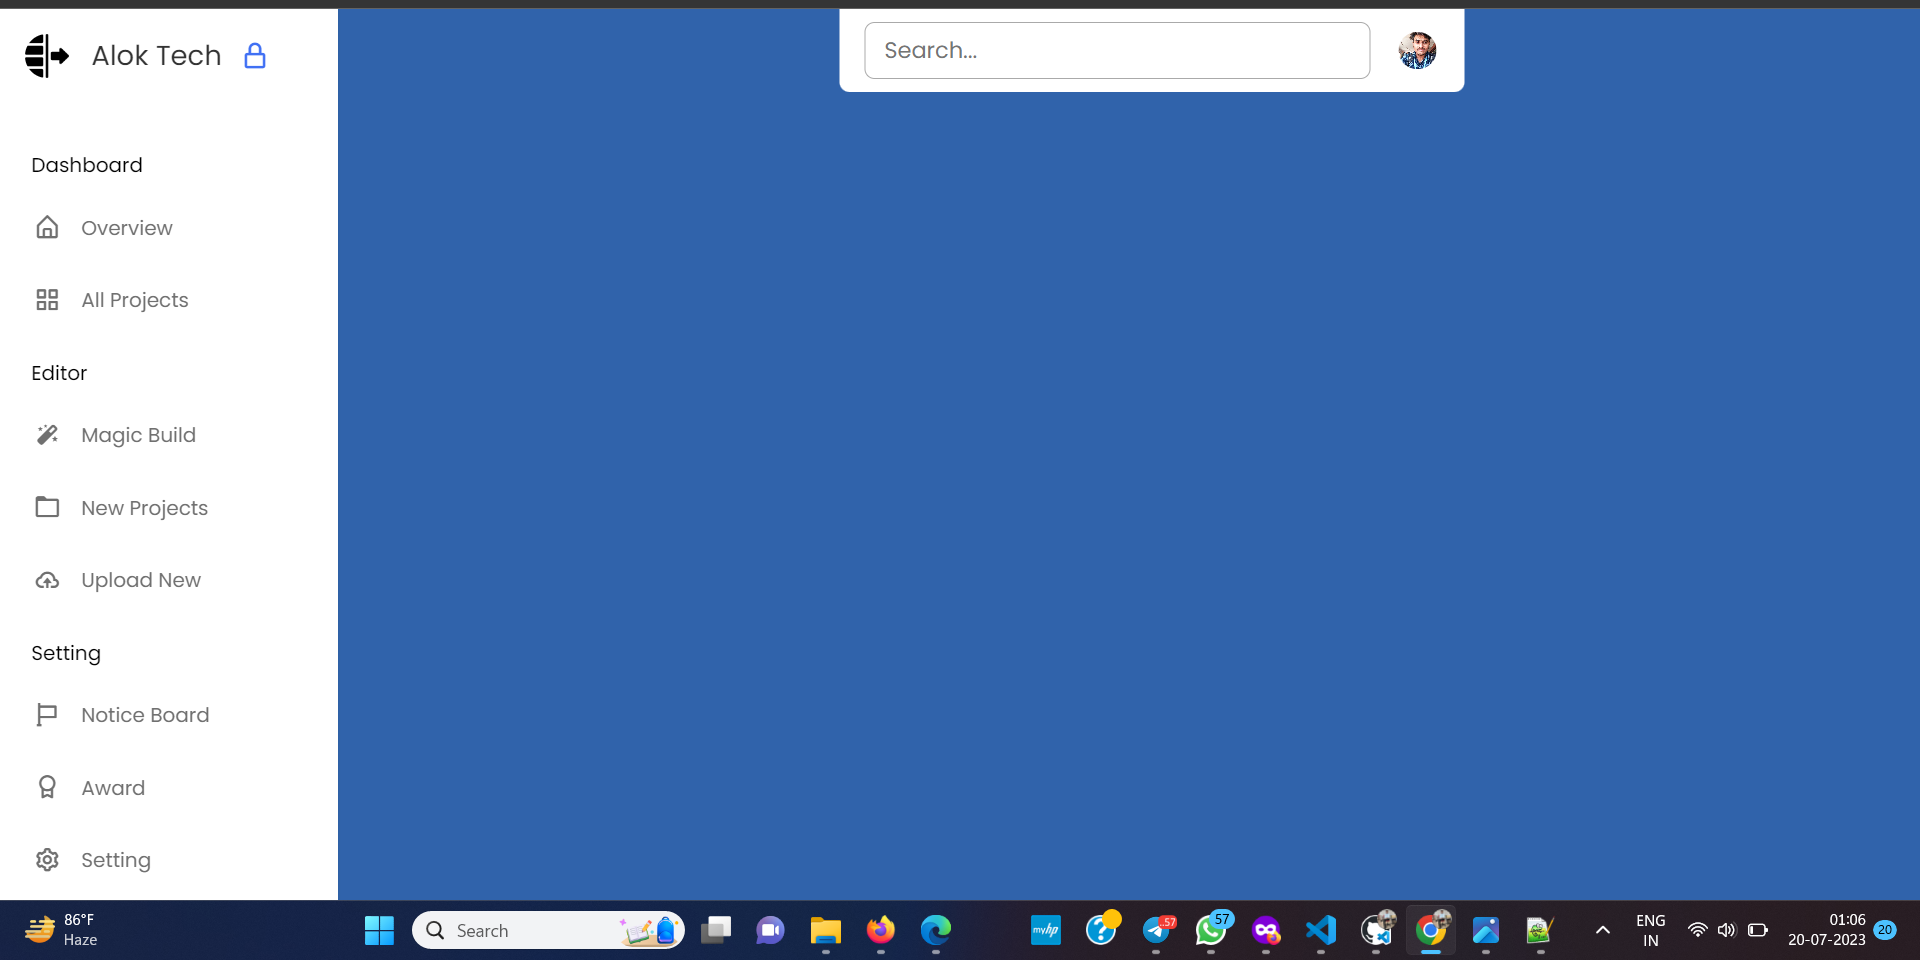 Alok Tech
Search...
Dashboard
Overview
All Projects
Editor
Magic Build
New Projects
Upload New
Setting
Notice Board
Award
Setting
86°F
Haze
Search
myhp
?
57
57
ENG
IN
01:06
20-07-2023
20